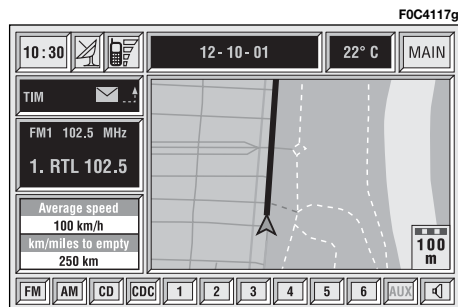 F0C4117g
10:30 12-10-01 22° C MAIN
TIM
FM1 102.5 MHz
1. RTL 102.5
Average speed
100 km/h
km/miles to empty
250 km
100
m
FM AM CD CDC 1 2 3 4 5 6 AUX